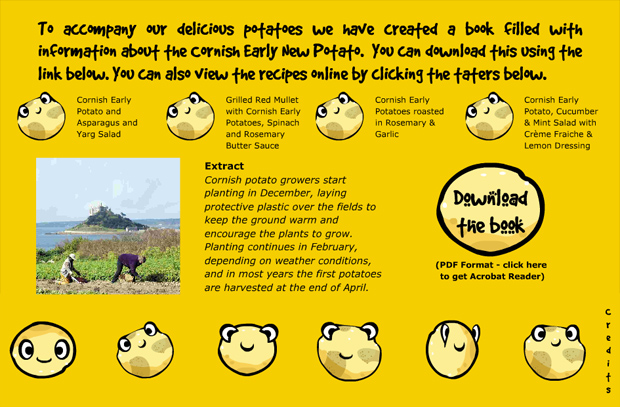 To accompany our delicious potatoes we have created a book filled with
information about the Cornish Early New Potato. You can download this using the
link below. You can also view the recipes online by clicking the taters below.
Cornish Early
Potato and
Asparagus and
Yarg Salad
Grilled Red Mullet
with Cornish Early
Potatoes, Spinach
and Rosemary
Butter Sauce
Cornish Early
Potatoes roasted
in Rosemary &
Garlic
Cornish Early
Potato, Cucumber
& Mint Salad with
Crème Fraiche &
Lemon Dressing
Extract
Cornish potato growers start
planting in December, laying
protective plastic over the fields to
keep the ground warm and
encourage the plants to grow.
Planting continues in February,
depending on weather conditions,
and in most years the first potatoes
are harvested at the end of April.
Download
the book
(PDF Format - click here
to get Acrobat Reader)
credits